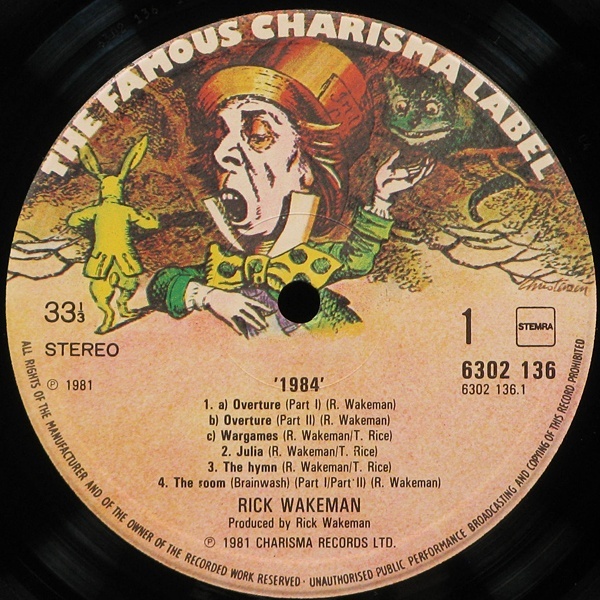 THE FAMOUS CHARISMA LABEL
33⅓
STEREO
℗ 1981
1
STEMRA
6302 136
6302 136.1
'1984'
1. a) Overture (Part I) (R. Wakeman)
b) Overture (Part II) (R. Wakeman)
c) Wargames (R. Wakeman/T. Rice)
2. Julia (R. Wakeman/T. Rice)
3. The hymn (R. Wakeman/T. Rice)
4. The room (Brainwash) (Part I/Part II) (R. Wakeman)
RICK WAKEMAN
Produced by Rick Wakeman
℗ 1981 CHARISMA RECORDS LTD.
ALL RIGHTS OF THE MANUFACTURER AND OF THE OWNER OF THE RECORDED WORK RESERVED · UNAUTHORISED PUBLIC PERFORMANCE BROADCASTING AND COPYING OF THIS RECORD PROHIBITED